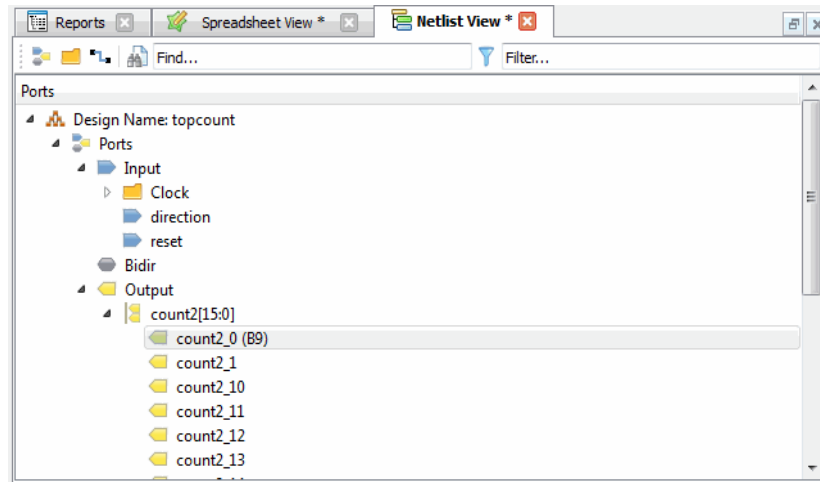 Reports Spreadsheet View * Netlist View *
Find... Filter...
Ports
Design Name: topcount
Ports
Input
Clock
direction
reset
Bidir
Output
count2[15:0]
count2_0 (B9)
count2_1
count2_10
count2_11
count2_12
count2_13